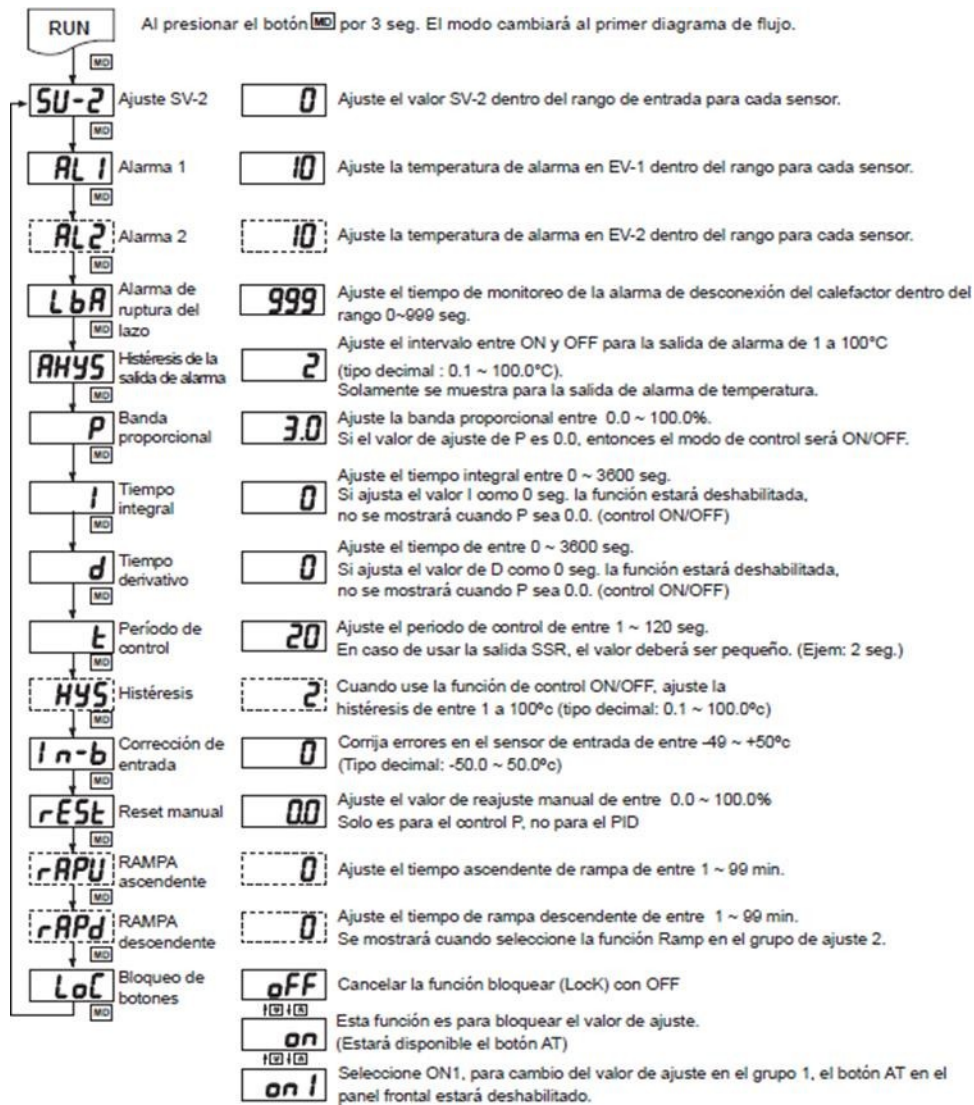 RUN
Al presionar el botón MD por 3 seg. El modo cambiará al primer diagrama de flujo.
MD
SU-2 Ajuste SV-2 0 Ajuste el valor SV-2 dentro del rango de entrada para cada sensor.
MD
AL1 Alarma 1 10 Ajuste la temperatura de alarma en EV-1 dentro del rango para cada sensor.
MD
AL2 Alarma 2 10 Ajuste la temperatura de alarma en EV-2 dentro del rango para cada sensor.
MD
LbA Alarma de ruptura del lazo 999
Ajuste el tiempo de monitoreo de la alarma de desconexión del calefactor dentro del
rango 0~999 seg.
MD
AHYS Histéresis de la salida de alarma 2
Ajuste el intervalo entre ON y OFF para la salida de alarma de 1 a 100°C
(tipo decimal : 0.1 ~ 100.0°C).
Solamente se muestra para la salida de alarma de temperatura.
MD
P Banda proporcional 3.0
Ajuste la banda proporcional entre 0.0 ~ 100.0%.
Si el valor de ajuste de P es 0.0, entonces el modo de control será ON/OFF.
MD
I Tiempo integral 0
Ajuste el tiempo integral entre 0 ~ 3600 seg.
Si ajusta el valor I como 0 seg. la función estará deshabilitada,
no se mostrará cuando P sea 0.0. (control ON/OFF)
MD
d Tiempo derivativo 0
Ajuste el tiempo de entre 0 ~ 3600 seg.
Si ajusta el valor de D como 0 seg. la función estará deshabilitada,
no se mostrará cuando P sea 0.0. (control ON/OFF)
MD
t Período de control 20
Ajuste el periodo de control de entre 1 ~ 120 seg.
En caso de usar la salida SSR, el valor deberá ser pequeño. (Ejem: 2 seg.)
MD
HYS Histéresis 2
Cuando use la función de control ON/OFF, ajuste la
histéresis de entre 1 a 100ºc (tipo decimal: 0.1 ~ 100.0ºc)
MD
In-b Corrección de entrada 0
Corrija errores en el sensor de entrada de entre -49 ~ +50ºc
(Tipo decimal: -50.0 ~ 50.0ºc)
MD
rESt Reset manual 0.0
Ajuste el valor de reajuste manual de entre 0.0 ~ 100.0%
Solo es para el control P, no para el PID
MD
rAPU RAMPA ascendente 0 Ajuste el tiempo ascendente de rampa de entre 1 ~ 99 min.
MD
rAPd RAMPA descendente 0
Ajuste el tiempo de rampa descendente de entre 1 ~ 99 min.
Se mostrará cuando seleccione la función Ramp en el grupo de ajuste 2.
MD
LoC Bloqueo de botones
MD
oFF Cancelar la función bloquear (LocK) con OFF
on Esta función es para bloquear el valor de ajuste.
(Estará disponible el botón AT)
on1 Seleccione ON1, para cambio del valor de ajuste en el grupo 1, el botón AT en el
panel frontal estará deshabilitado.